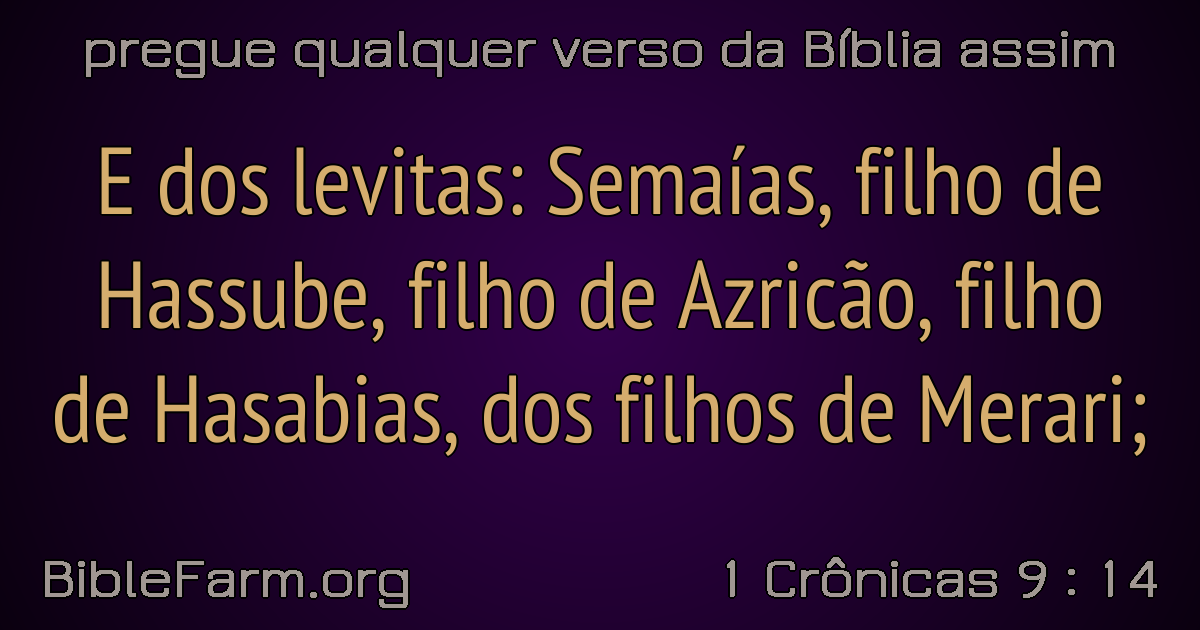 pregue qualquer verso da Bíblia assim
E dos levitas: Semaías, filho de
Hassube, filho de Azricão, filho
de Hasabias, dos filhos de Merari;
BibleFarm.org
1 Crônicas 9 : 14